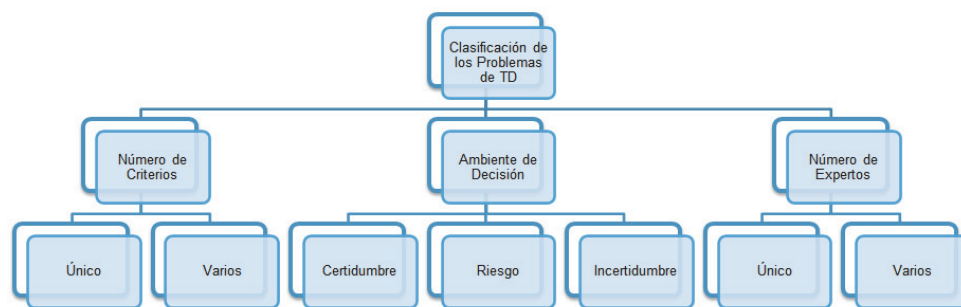 Clasificación de
los Problemas
de TD
Número de
Criterios
Ambiente de
Decisión
Número de
Expertos
Único
Varios
Certidumbre
Riesgo
Incertidumbre
Único
Varios